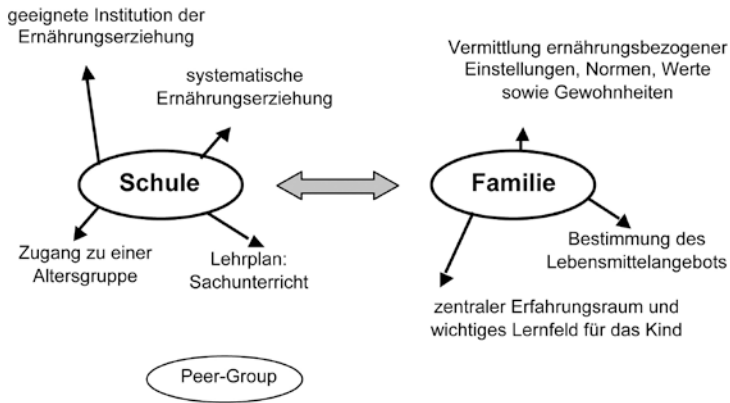 geeignete Institution der
Ernährungserziehung
systematische
Ernährungserziehung
Schule
Zugang zu einer
Altersgruppe
Lehrplan:
Sachunterricht
Vermittlung ernährungsbezogener
Einstellungen, Normen, Werte
sowie Gewohnheiten
Familie
Bestimmung des
Lebensmittelangebots
zentraler Erfahrungsraum und
wichtiges Lernfeld für das Kind
Peer-Group